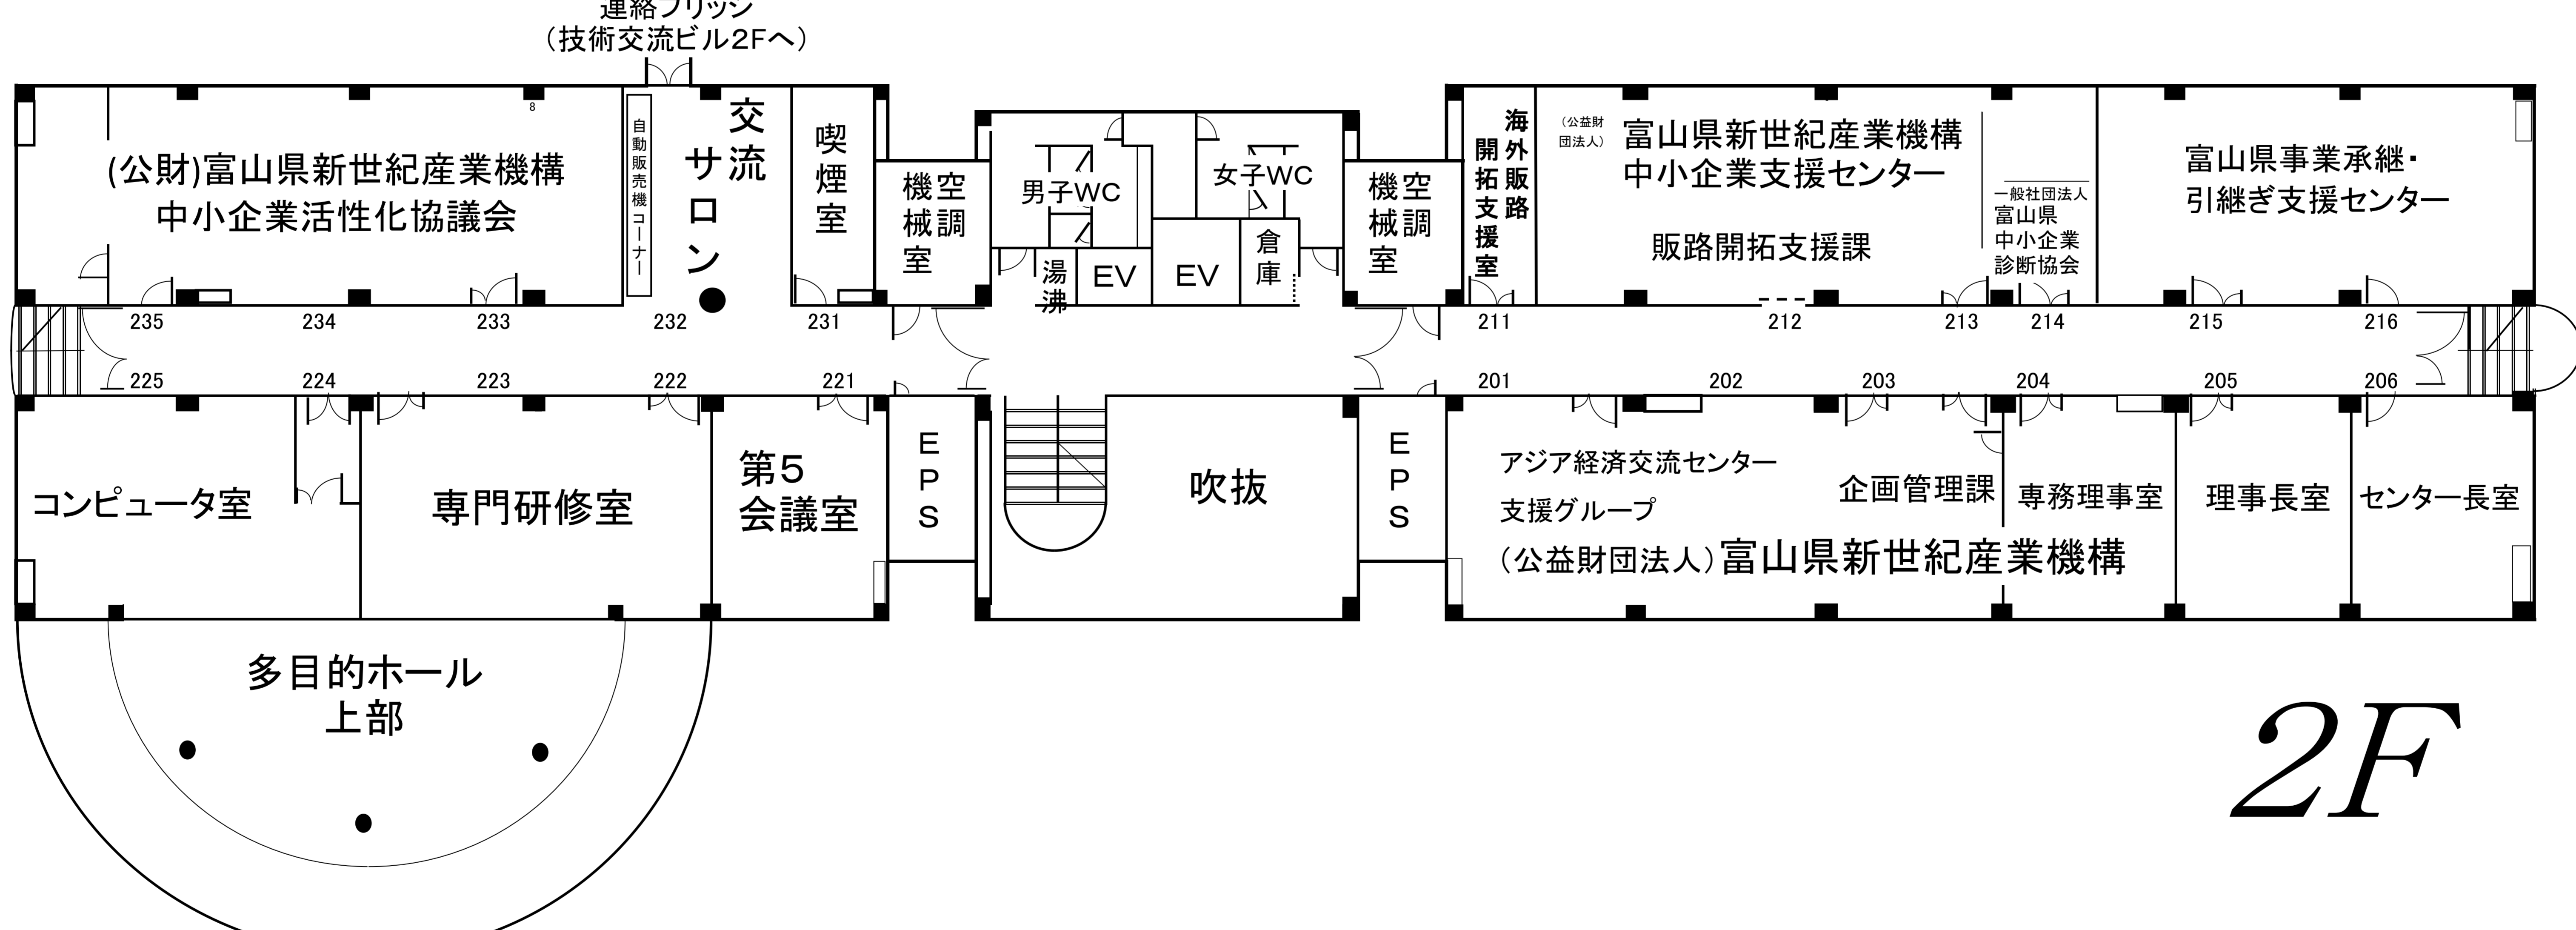 連絡ブリッジ
（技術交流ビル2Fへ）
8
(公財)富山県新世紀産業機構
中小企業活性化協議会
自動販売機コーナー
交流
サロン
喫煙室
空調
機械室
男子WC
女子WC
湯沸
EV
EV
倉庫
空調
機械室
海外販路
開拓支援室
（公益財
団法人）
富山県新世紀産業機構
中小企業支援センター
販路開拓支援課
一般社団法人
富山県
中小企業
診断協会
富山県事業承継・
引継ぎ支援センター
235
234
233
232
231
211
212
213
214
215
216
225
224
223
222
221
201
202
203
204
205
206
コンピュータ室
専門研修室
第5
会議室
EPS
吹抜
EPS
アジア経済交流センター
支援グループ
企画管理課
（公益財団法人）富山県新世紀産業機構
専務理事室
理事長室
センター長室
多目的ホール
上部
2F